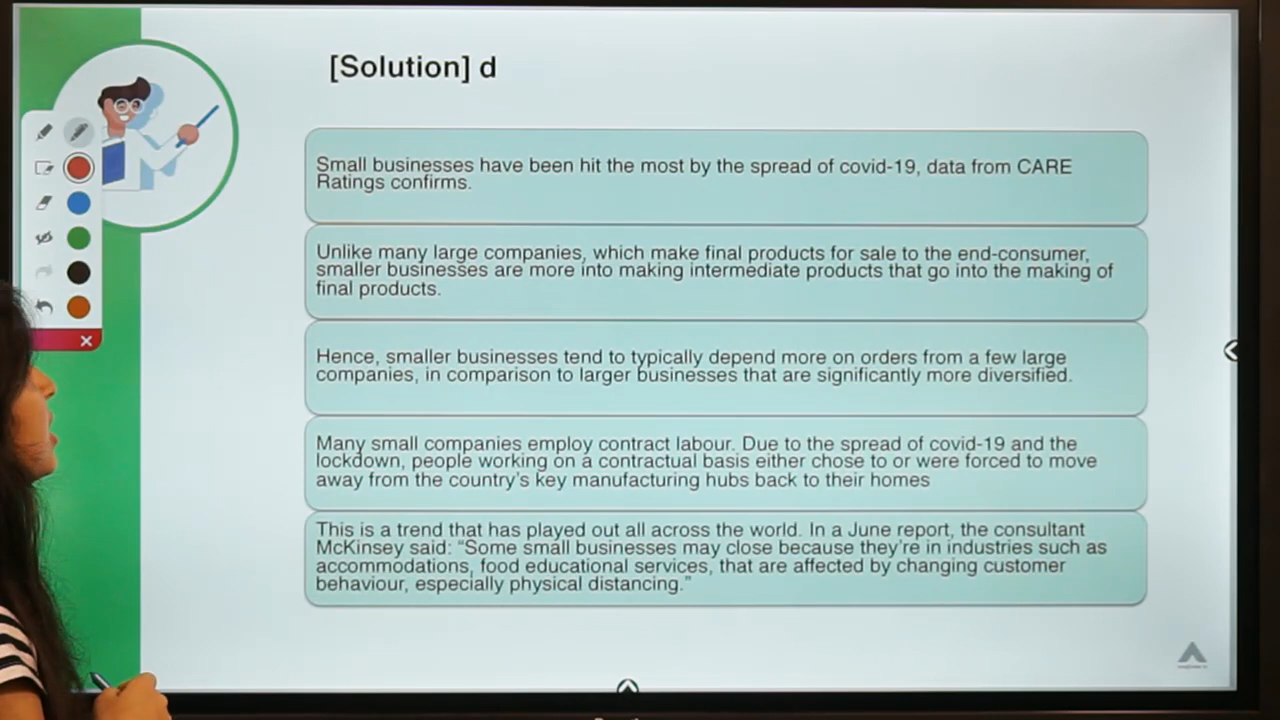 [Solution] d
Small businesses have been hit the most by the spread of covid-19, data from CARE
Ratings confirms.
Unlike many large companies, which make final products for sale to the end-consumer,
smaller businesses are more into making intermediate products that go into the making of
final products.
Hence, smaller businesses tend to typically depend more on orders from a few large
companies, in comparison to larger businesses that are significantly more diversified.
Many small companies employ contract labour. Due to the spread of covid-19 and the
lockdown, people working on a contractual basis either chose to or were forced to move
away from the country's key manufacturing hubs back to their homes
This is a trend that has played out all across the world. In a June report, the consultant
McKinsey said: “Some small businesses may close because they're in industries such as
accommodations, food educational services, that are affected by changing customer
behaviour, especially physical distancing.”